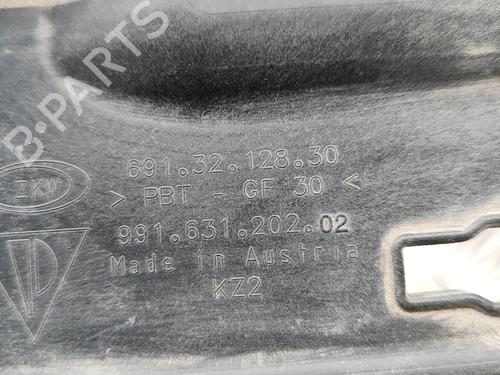 B-PARTS
691.32.128.30
ZKW
> PBT - GF 30 <
991.631.202.02
Made in Austria
KZ2